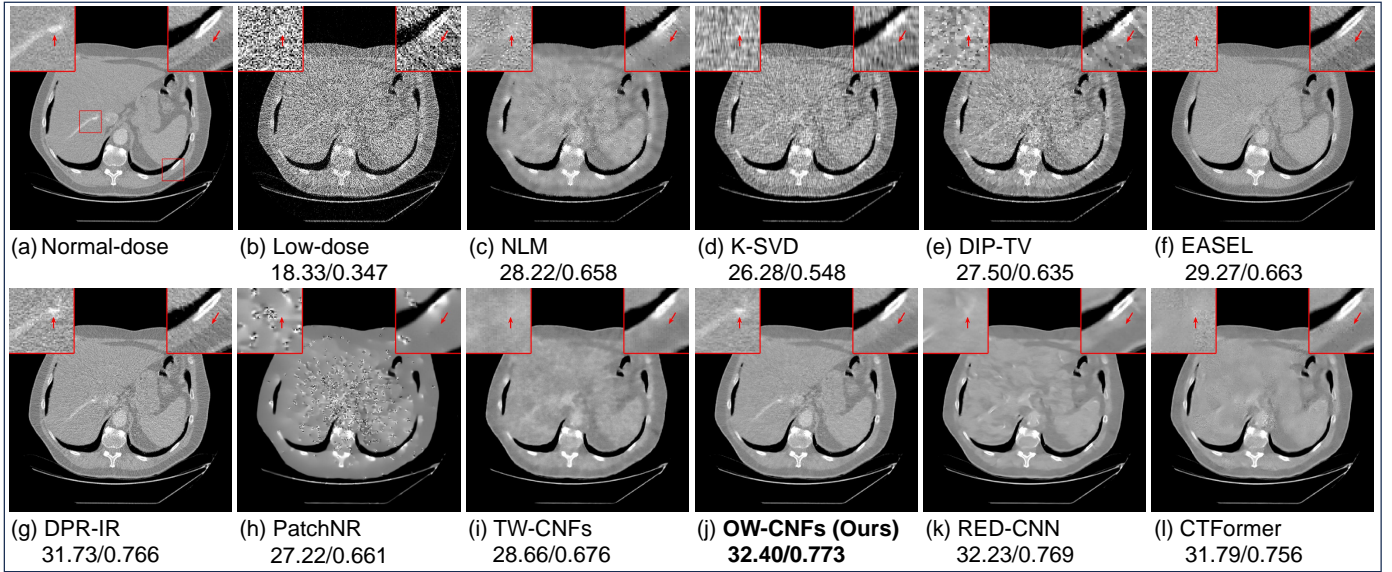 (a) Normal-dose
(b) Low-dose
18.33/0.347
(c) NLM
28.22/0.658
(d) K-SVD
26.28/0.548
(e) DIP-TV
27.50/0.635
(f) EASEL
29.27/0.663
(g) DPR-IR
31.73/0.766
(h) PatchNR
27.22/0.661
(i) TW-CNFs
28.66/0.676
(j) OW-CNFs (Ours)
32.40/0.773
(k) RED-CNN
32.23/0.769
(l) CTFormer
31.79/0.756